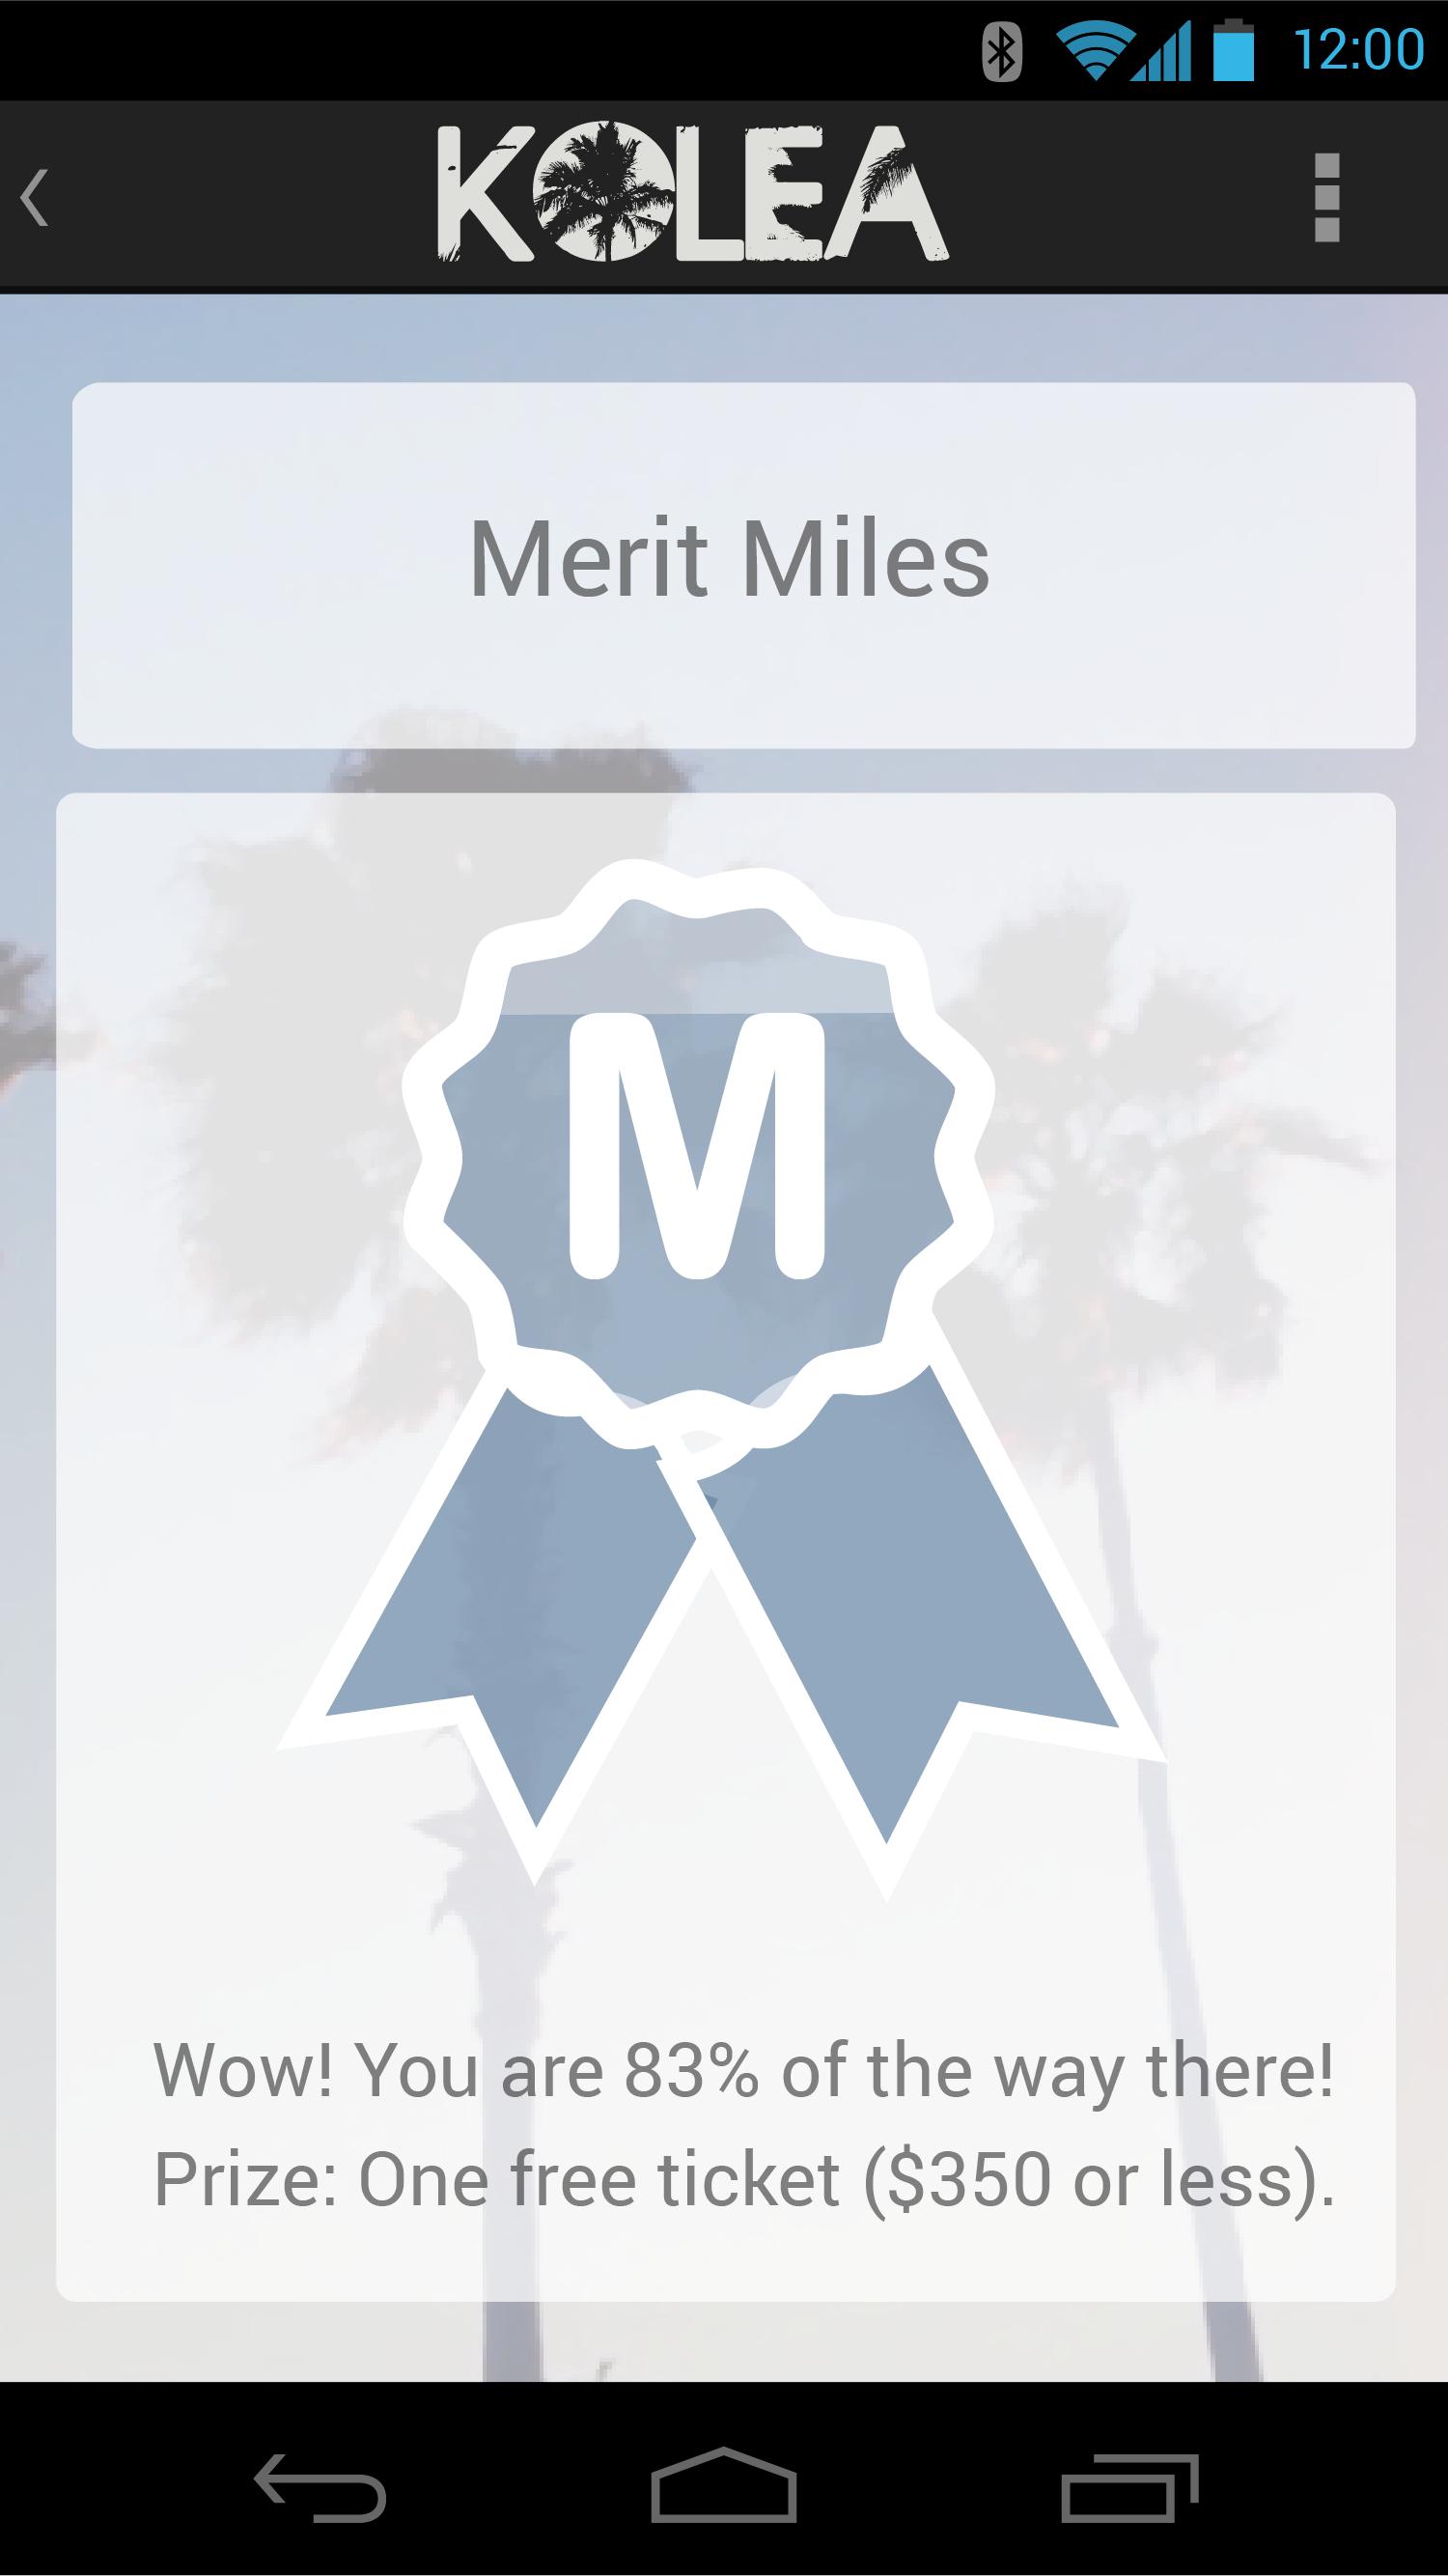 12:00
KOLEA
Merit Miles
M
Wow! You are 83% of the way there!
Prize: One free ticket ($350 or less).